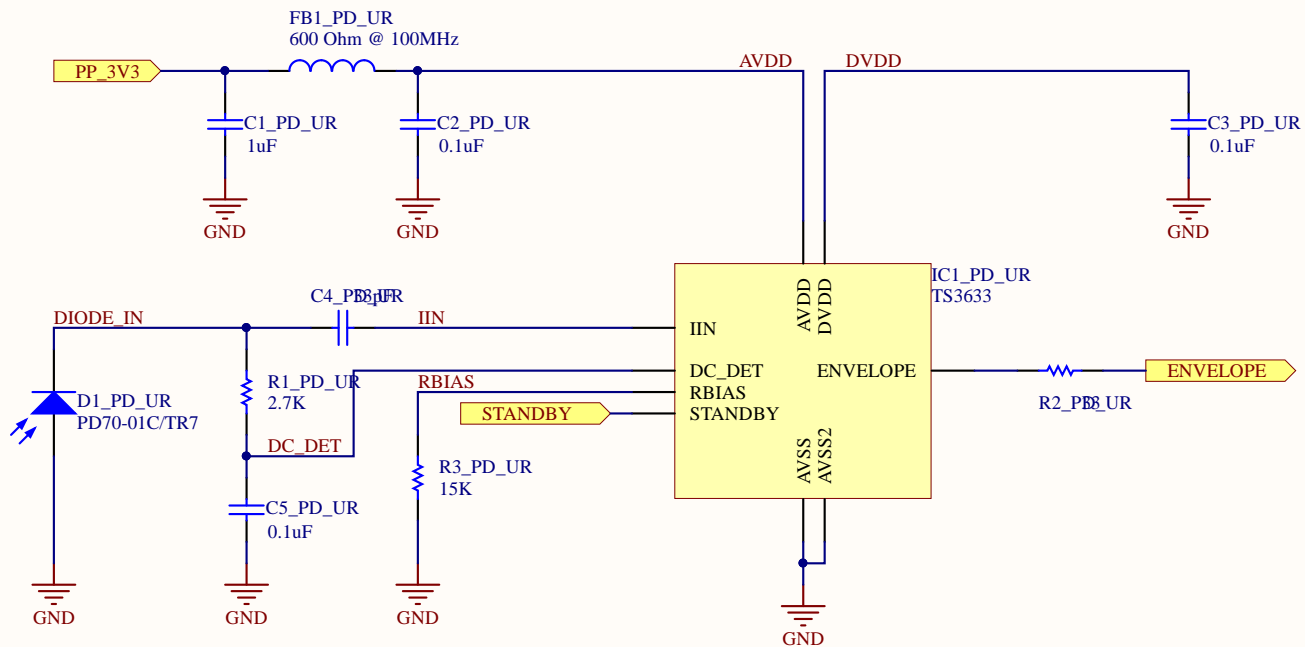 FB1_PD_UR
600 Ohm @ 100MHz
PP_3V3
AVDD
DVDD
C1_PD_UR
1uF
C2_PD_UR
0.1uF
C3_PD_UR
0.1uF
GND
GND
GND
IC1_PD_UR
TS3633
C4_PD_UR
DIODE_IN
IIN
AVDD
DVDD
IIN
R1_PD_UR
2.7K
RBIAS
DC_DET
RBIAS
STANDBY
ENVELOPE
ENVELOPE
D1_PD_UR
PD70-01C/TR7
STANDBY
R2_PD_UR
DC_DET
AVSS
AVSS2
R3_PD_UR
15K
C5_PD_UR
0.1uF
GND
GND
GND
GND